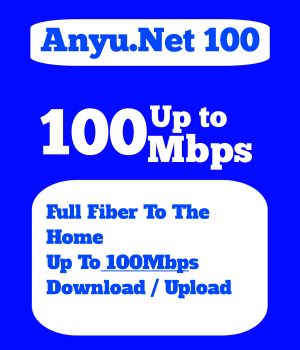 Anyu.Net 100
100 Up to
Mbps
Full Fiber To The
Home
Up To 100Mbps
Download / Upload